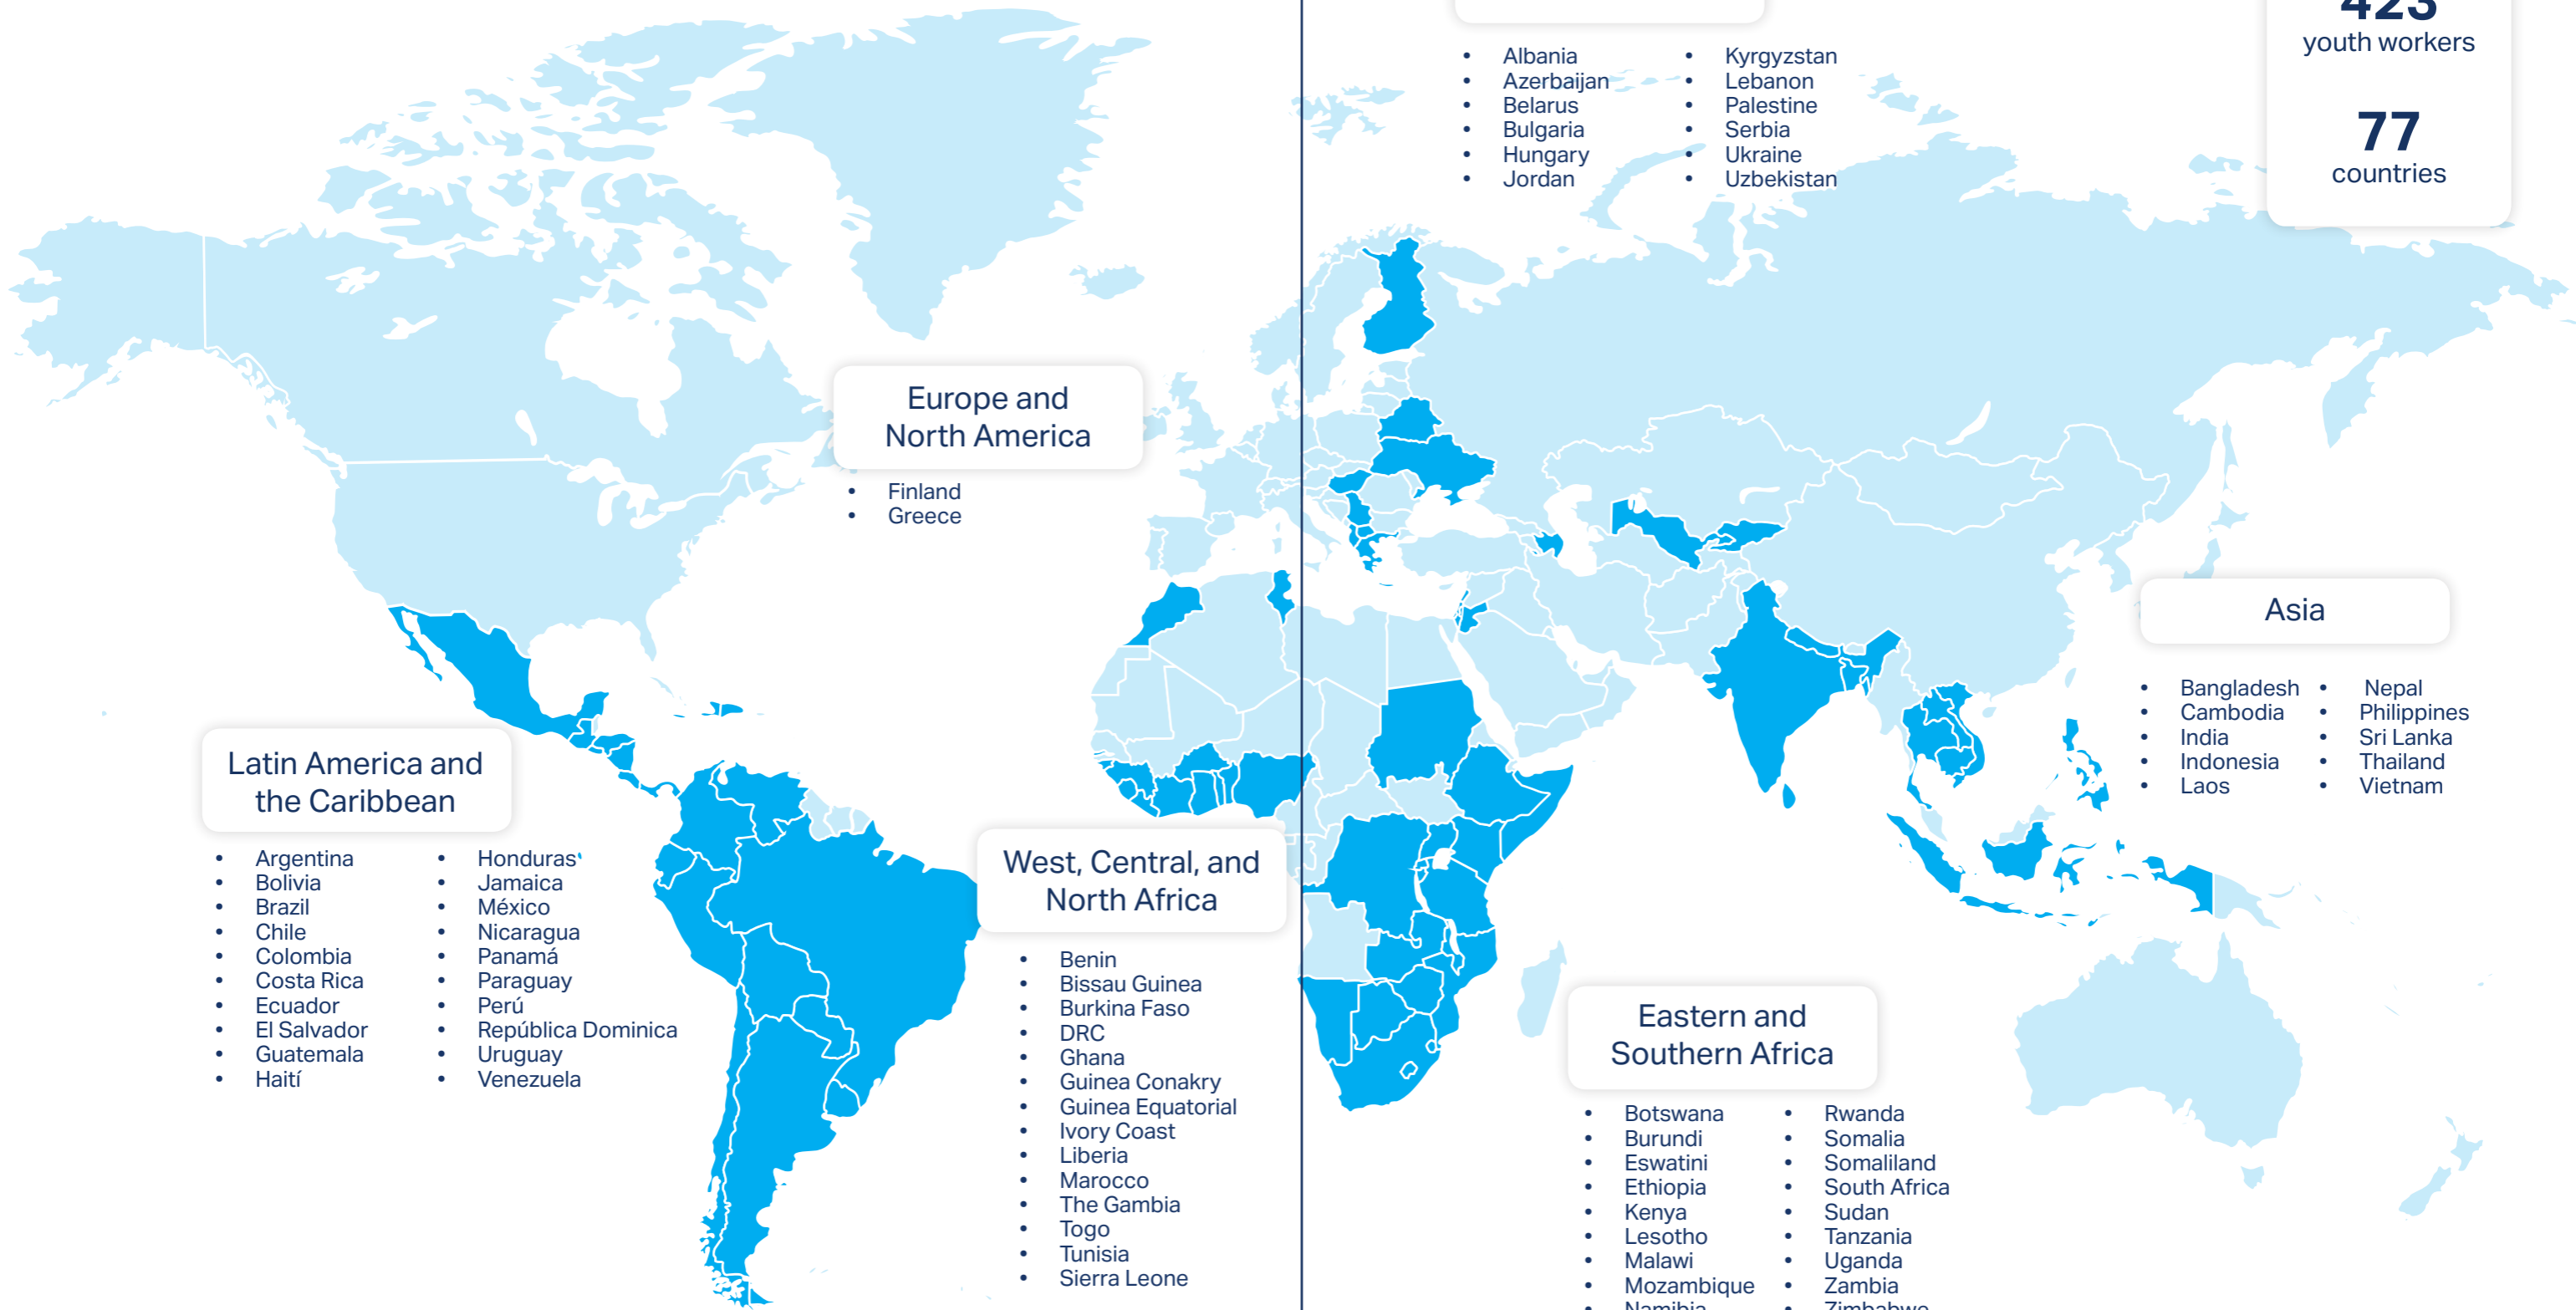 423
youth workers
77
countries
Albania
Azerbaijan
Belarus
Bulgaria
Hungary
Jordan
Kyrgyzstan
Lebanon
Palestine
Serbia
Ukraine
Uzbekistan
Europe and
North America
Finland
Greece
Asia
Bangladesh
Cambodia
India
Indonesia
Laos
Nepal
Philippines
Sri Lanka
Thailand
Vietnam
Latin America and
the Caribbean
Argentina
Bolivia
Brazil
Chile
Colombia
Costa Rica
Ecuador
El Salvador
Guatemala
Haití
Honduras
Jamaica
México
Nicaragua
Panamá
Paraguay
Perú
República Dominica
Uruguay
Venezuela
West, Central, and
North Africa
Benin
Bissau Guinea
Burkina Faso
DRC
Ghana
Guinea Conakry
Guinea Equatorial
Ivory Coast
Liberia
Marocco
The Gambia
Togo
Tunisia
Sierra Leone
Eastern and
Southern Africa
Botswana
Burundi
Eswatini
Ethiopia
Kenya
Lesotho
Malawi
Mozambique
Namibia
Rwanda
Somalia
Somaliland
South Africa
Sudan
Tanzania
Uganda
Zambia
Zimbabwe